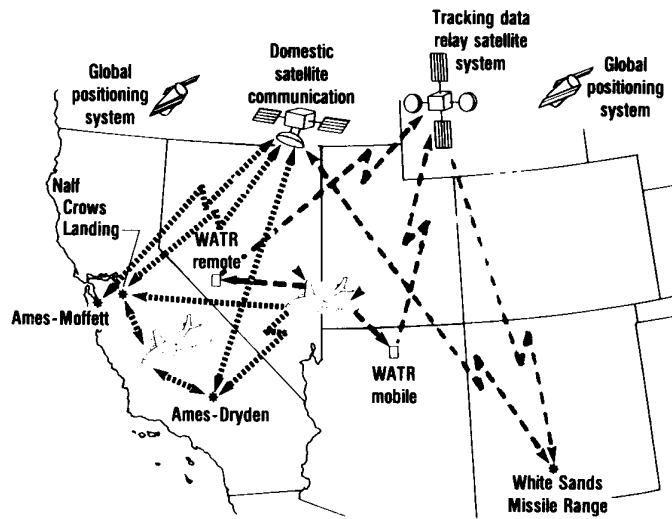 Tracking data
relay satellite
system
Domestic
satellite
communication
Global
positioning
system
Global
positioning
system
Nalf
Crows
Landing
WATR
remote
Ames-Moffett
WATR
mobile
Ames-Dryden
White Sands
Missile Range